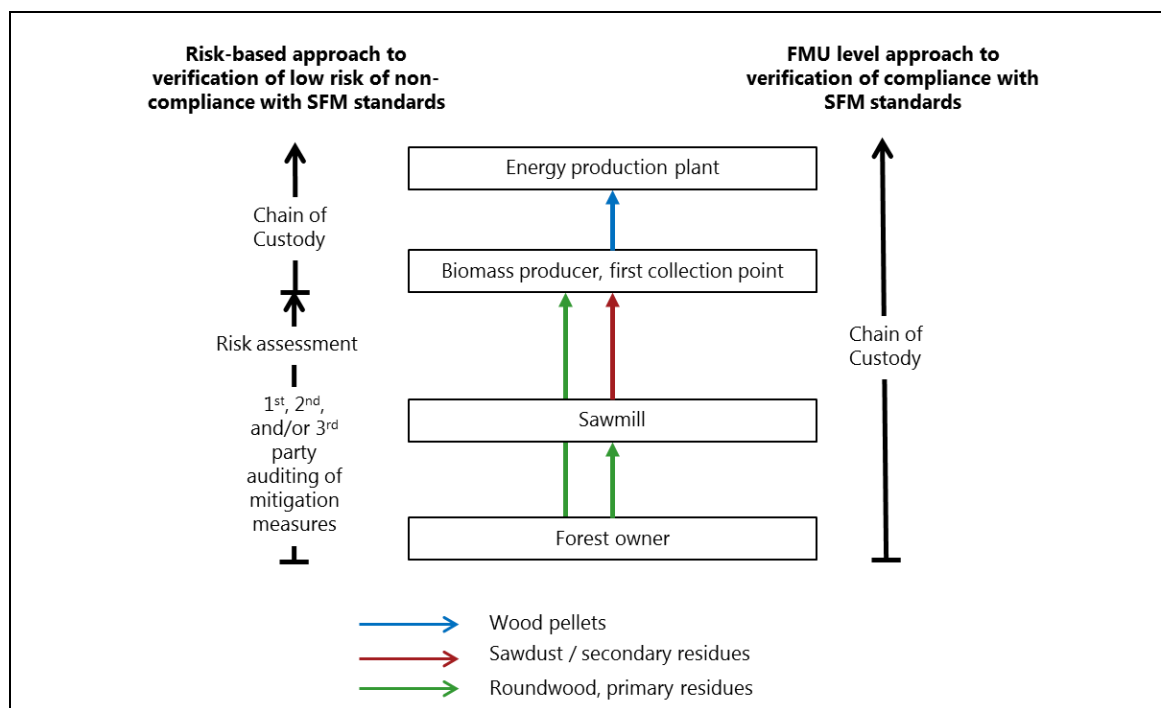 Risk-based approach to
verification of low risk of non-
compliance with SFM standards
FMU level approach to
verification of compliance with
SFM standards
Energy production plant
Chain of
Custody
Biomass producer, first collection point
Risk assessment
Chain of
Custody
1st, 2nd,
and/or 3rd
party
auditing of
mitigation
measures
Sawmill
Forest owner
Wood pellets
Sawdust / secondary residues
Roundwood, primary residues